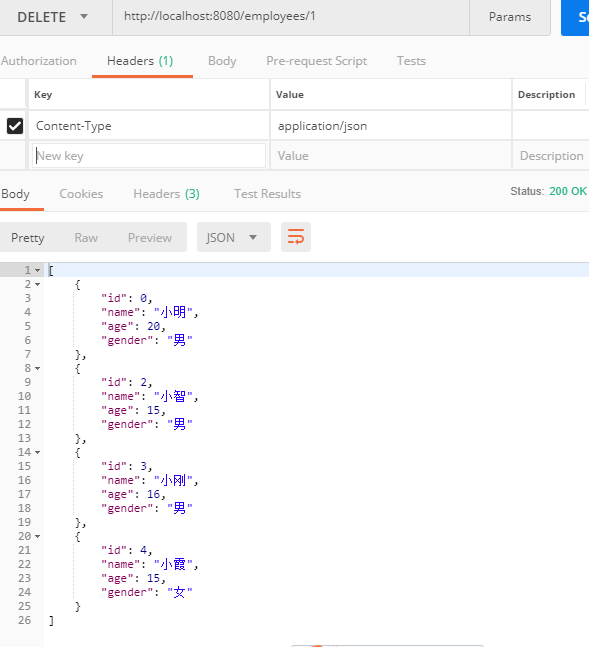 DELETE http://localhost:8080/employees/1 Params
Authorization Headers (1) Body Pre-request Script Tests
Key Value Description
Content-Type application/json
New key Value Description
Body Cookies Headers (3) Test Results Status: 200 OK
Pretty Raw Preview JSON
1 [
2 {
3 "id": 0,
4 "name": "小明",
5 "age": 20,
6 "gender": "男"
7 },
8 {
9 "id": 2,
10 "name": "小智",
11 "age": 15,
12 "gender": "男"
13 },
14 {
15 "id": 3,
16 "name": "小刚",
17 "age": 16,
18 "gender": "男"
19 },
20 {
21 "id": 4,
22 "name": "小霞",
23 "age": 15,
24 "gender": "女"
25 }
26 ]